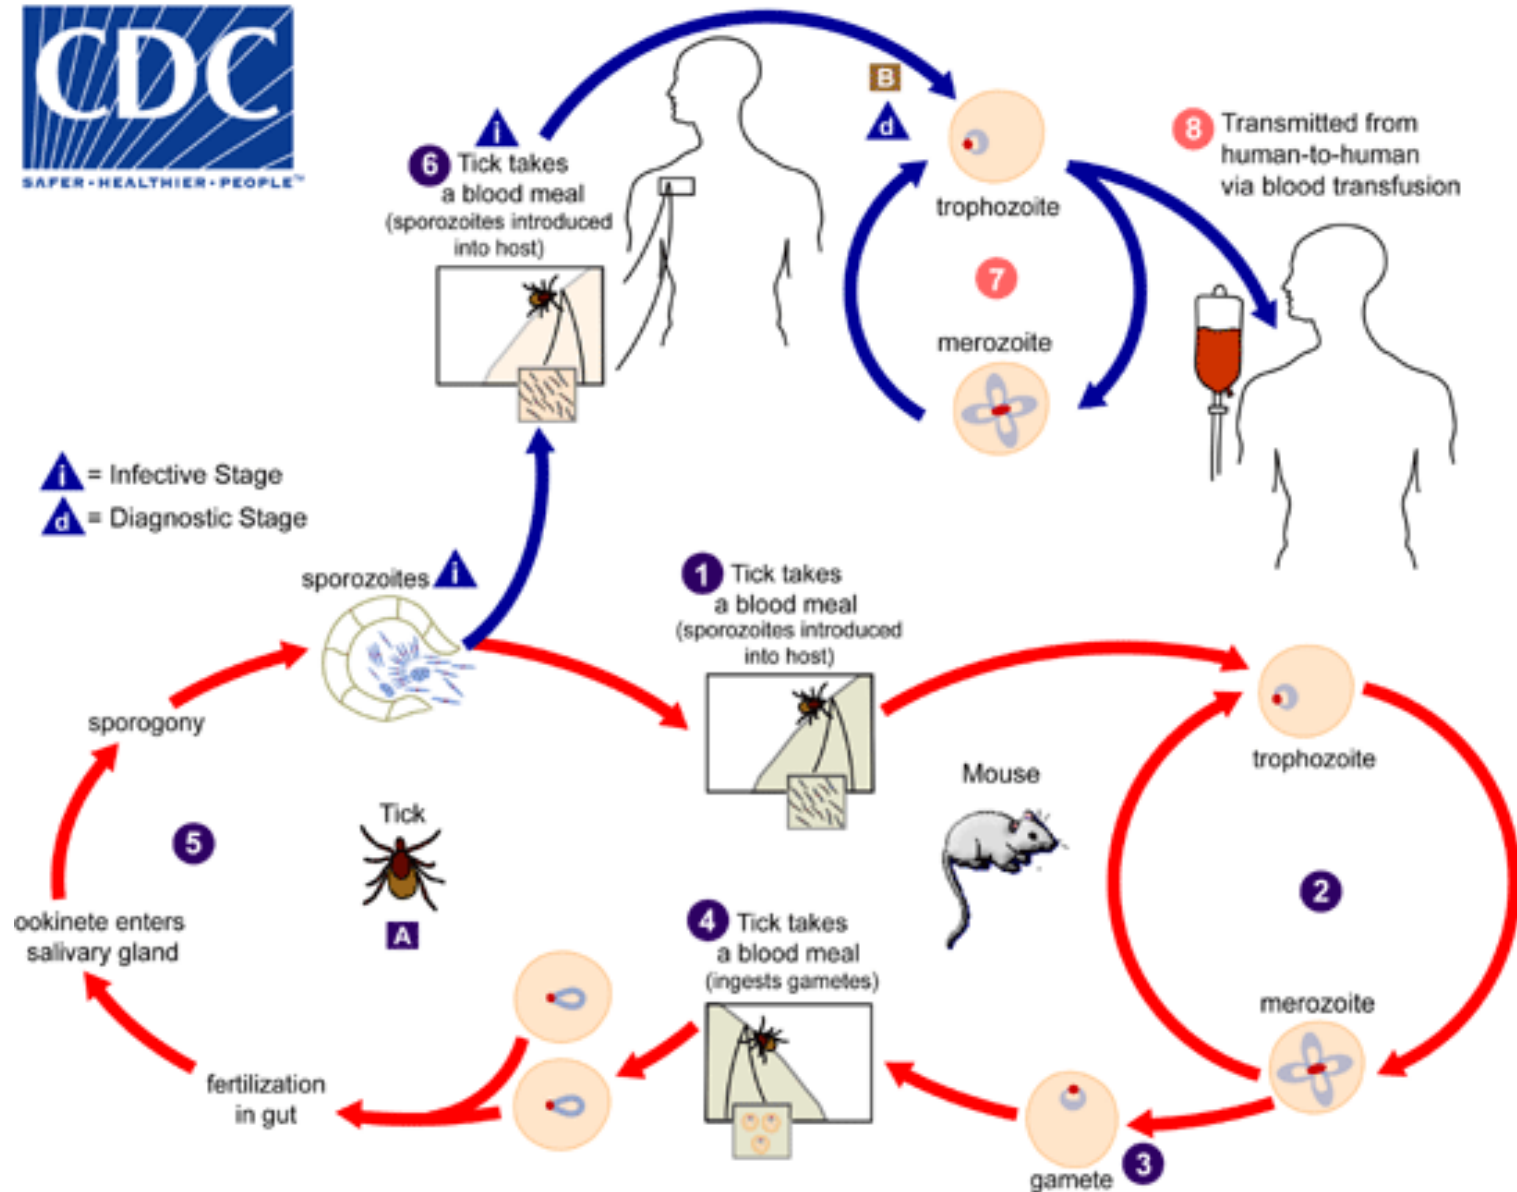 CDC
SAFER•HEALTHIER•PEOPLE™
i
6 Tick takes
a blood meal
(sporozoites introduced
into host)
B
d
trophozoite
7
merozoite
8 Transmitted from
human-to-human
via blood transfusion
i = Infective Stage
d = Diagnostic Stage
sporozoites i
1 Tick takes
a blood meal
(sporozoites introduced
into host)
trophozoite
sporogony
Mouse
Tick
5
A
2
ookinete enters
salivary gland
4 Tick takes
a blood meal
(ingests gametes)
merozoite
fertilization
in gut
gamete 3